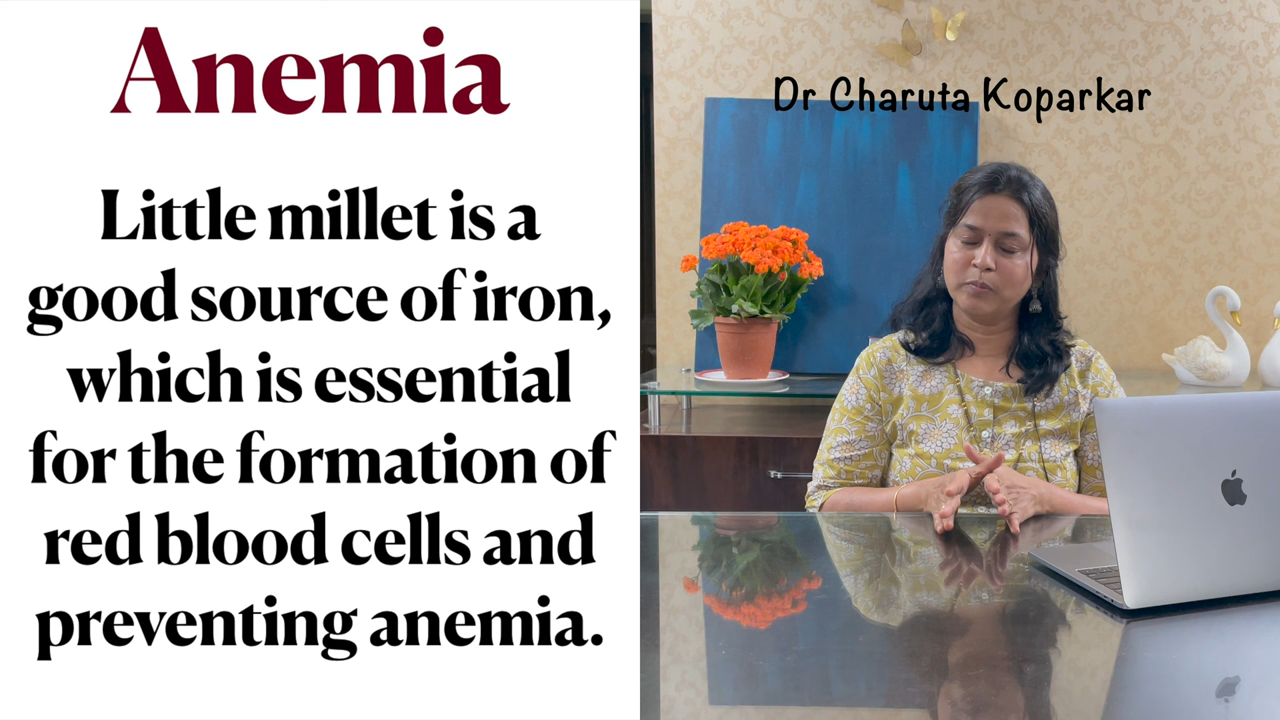 Anemia
Little millet is a
good source of iron,
which is essential
for the formation of
red blood cells and
preventing anemia.
Dr Charuta Koparkar